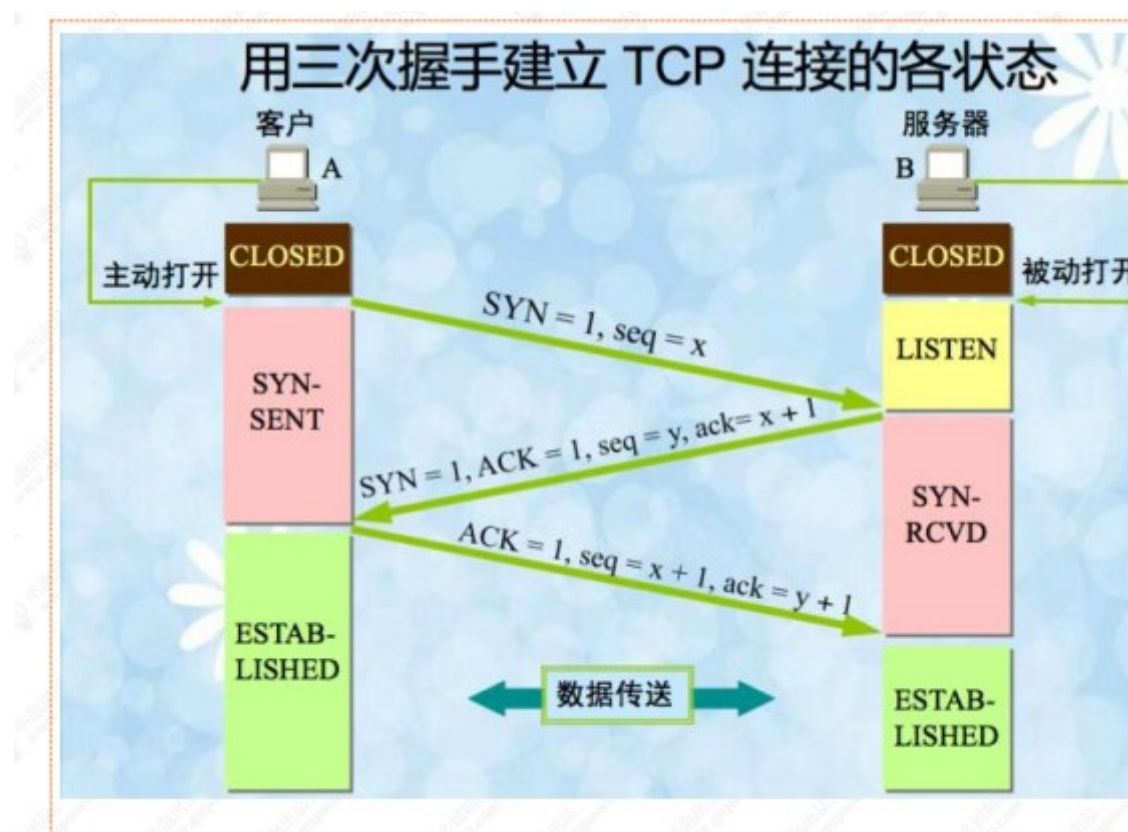 用三次握手建立 TCP 连接的各状态
客户
服务器
A
B
CLOSED
CLOSED
主动打开
被动打开
SYN = 1, seq = x
LISTEN
SYN-
SENT
SYN = 1, ACK = 1, seq = y, ack= x + 1
SYN-
RCVD
ACK = 1, seq = x + 1, ack = y + 1
ESTAB-
LISHED
数据传送
ESTAB-
LISHED